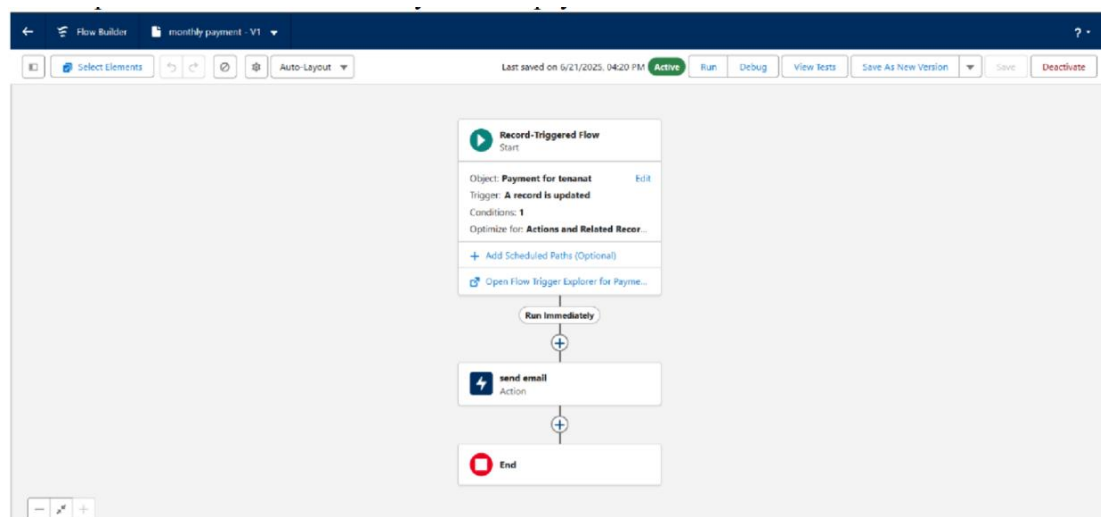 Flow Builder monthly payment - V1 ?
Select Elements Auto-Layout Last saved on 6/21/2025, 04:20 PM Active Run Debug View Tests Save As New Version Save Deactivate
Record-Triggered Flow
Start
Object: Payment for tenanat Edit
Trigger: A record is updated
Conditions: 1
Optimize for: Actions and Related Recor...
+ Add Scheduled Paths (Optional)
Open Flow Trigger Explorer for Payme...
Run Immediately
send email
Action
End